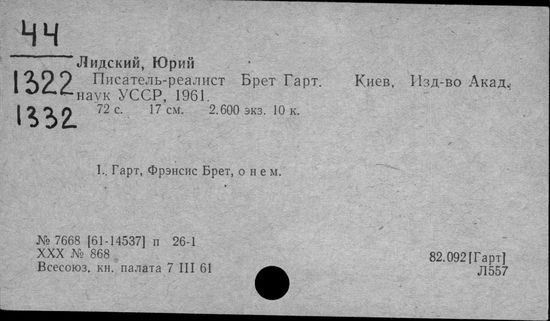 44
1322
1332
Лидский, Юрий
Писатель-реалист Брет Гарт. Киев, Изд-во Акад.
наук УССР, 1961.
72 с. 17 см. 2.600 экз. 10 к.
1. Гарт, Фрэнсис Брет, о нем.
№ 7668 [61-14537] п 26-1
XXX № 868
Всесоюз. кн. палата 7 III 61
82.092[Гарт]
Л557